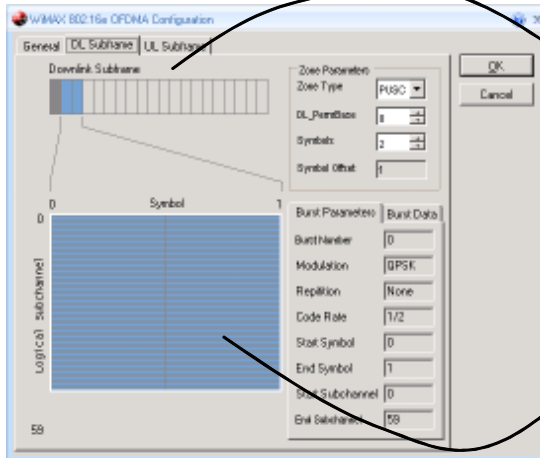 WiMAX 802.16e OFDMA Configuration
General DL Subframe UL Subframe
Downlink Subframe
Zone Parameters
Zone Type PUSC
DL_PermBase 0
Symbols 2
Symbol Offset 1
OK
Cancel
0 Symbol 1
0
Logical subchannel
59
Burst Parameters Burst Data
Burst Number 0
Modulation QPSK
Repitition None
Code Rate 1/2
Start Symbol 0
End Symbol 1
Start Subchannel 0
End Subchannel 59